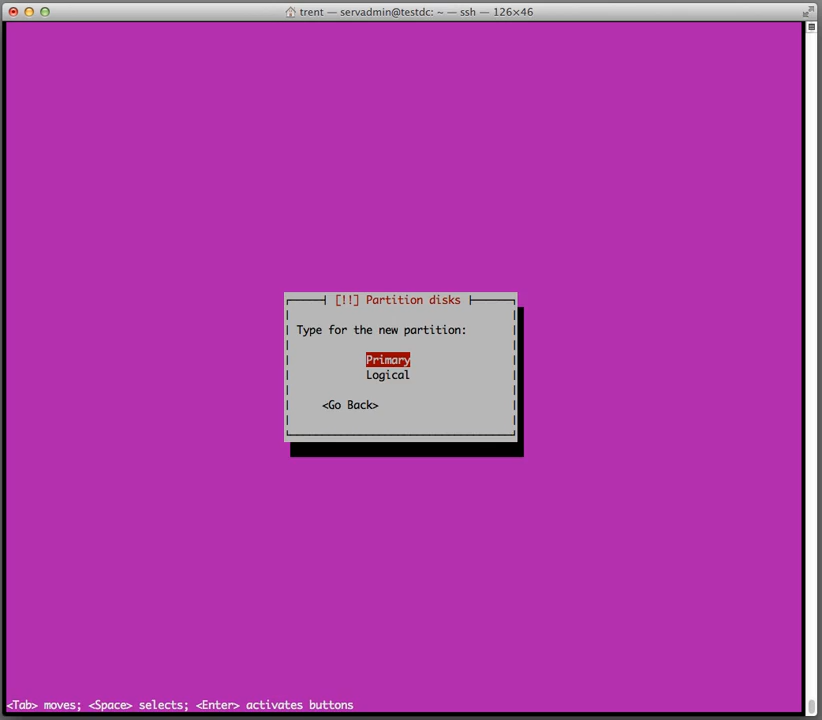 trent — servadmin@testdc: ~ — ssh — 126×46
[!!] Partition disks
Type for the new partition:
Primary
Logical
<Go Back>
<Tab> moves; <Space> selects; <Enter> activates buttons